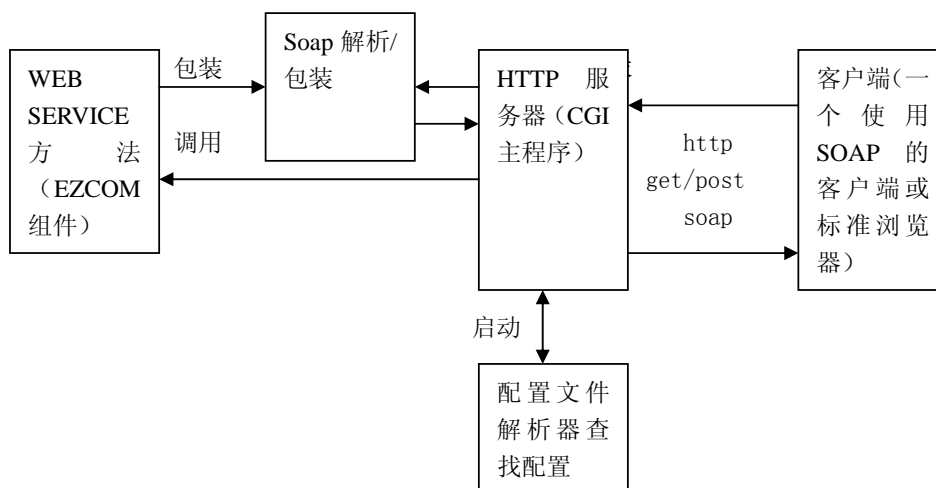 WEB
SERVICE
方法
（EZCOM
组件）
包装
调用
Soap 解析/
包装
HTTP 服
务器（CGI
主程序）
http
get/post
soap
客户端(一
个使用
SOAP 的
客户端或
标准浏览
器）
启动
配置文件
解析器查
找配置